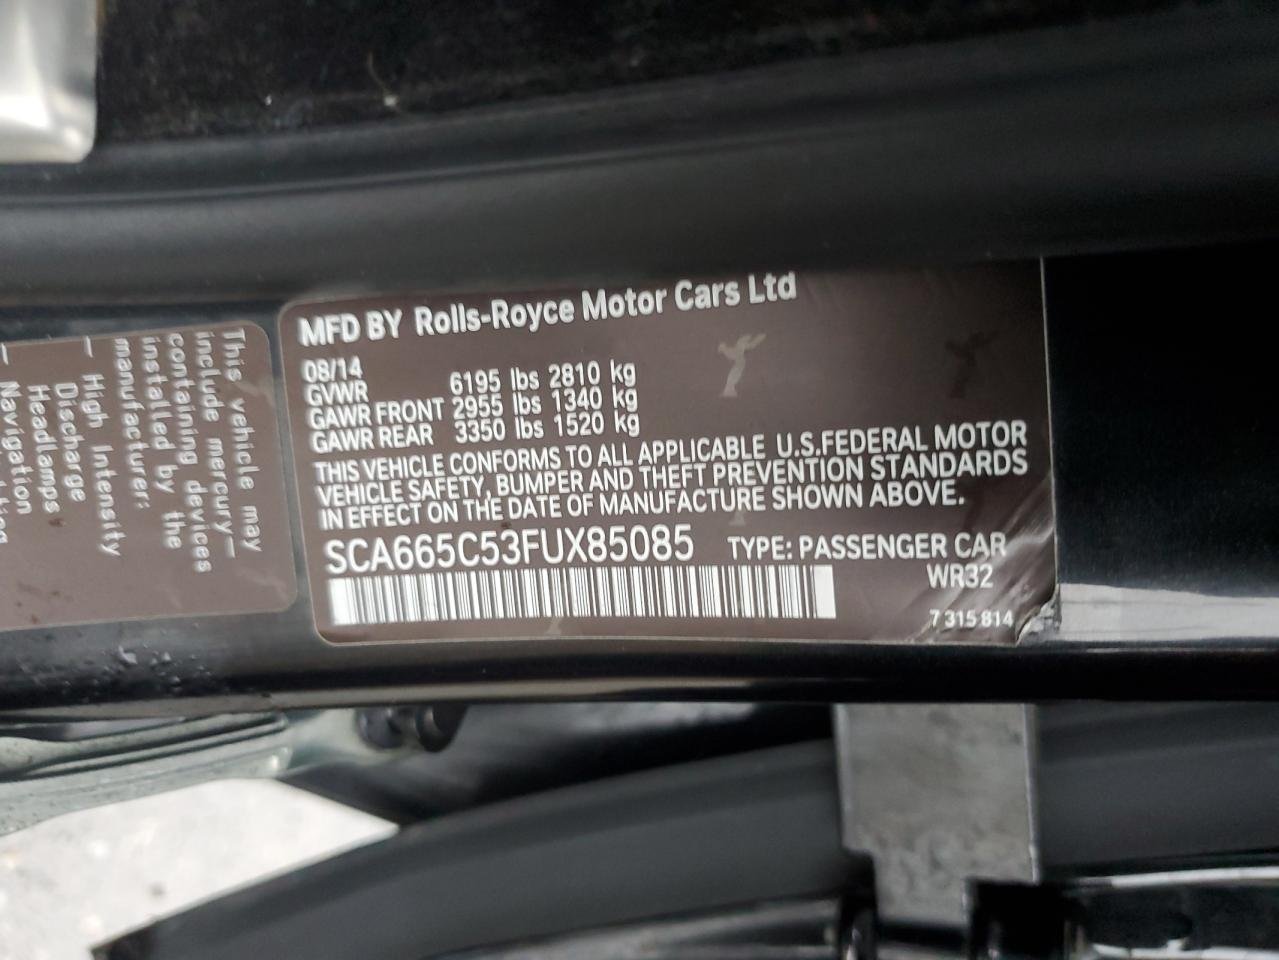 MFD BY Rolls-Royce Motor Cars Ltd
08/14
GVWR 6195 lbs 2810 kg
GAWR FRONT 2955 lbs 1340 kg
GAWR REAR 3350 lbs 1520 kg
THIS VEHICLE CONFORMS TO ALL APPLICABLE U.S.FEDERAL MOTOR
VEHICLE SAFETY, BUMPER AND THEFT PREVENTION STANDARDS
IN EFFECT ON THE DATE OF MANUFACTURE SHOWN ABOVE.
SCA665C53FUX85085 TYPE: PASSENGER CAR
WR32
7 315 814
This vehicle may
include mercury-
containing devices
installed by the
manufacturer:
— High Intensity
Discharge
Headlamps
— Navigation